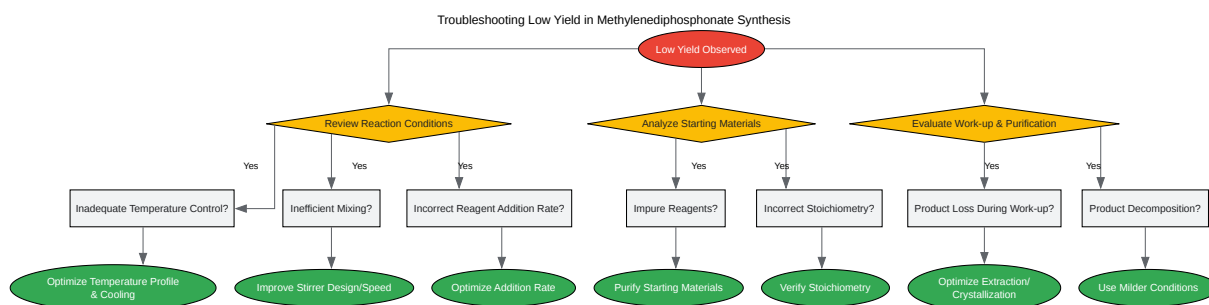 Troubleshooting Low Yield in Methylenediphosphonate Synthesis
Low Yield Observed
Review Reaction Conditions
Analyze Starting Materials
Evaluate Work-up & Purification
Yes
Yes
Yes
Yes
Yes
Yes
Yes
Inadequate Temperature Control?
Inefficient Mixing?
Incorrect Reagent Addition Rate?
Impure Reagents?
Incorrect Stoichiometry?
Product Loss During Work-up?
Product Decomposition?
Optimize Temperature Profile
& Cooling
Improve Stirrer Design/Speed
Optimize Addition Rate
Purify Starting Materials
Verify Stoichiometry
Optimize Extraction/
Crystallization
Use Milder Conditions